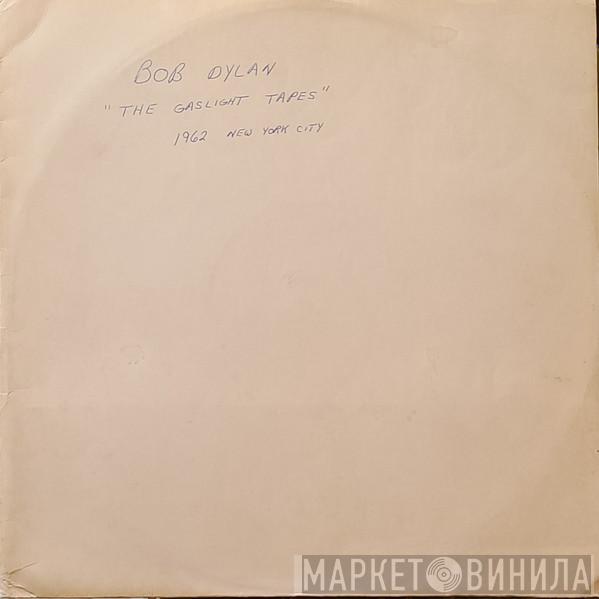 BOB DYLAN
"THE GASLIGHT TAPES"
1962 NEW YORK CITY
МАРКЕТ ВИНИЛА